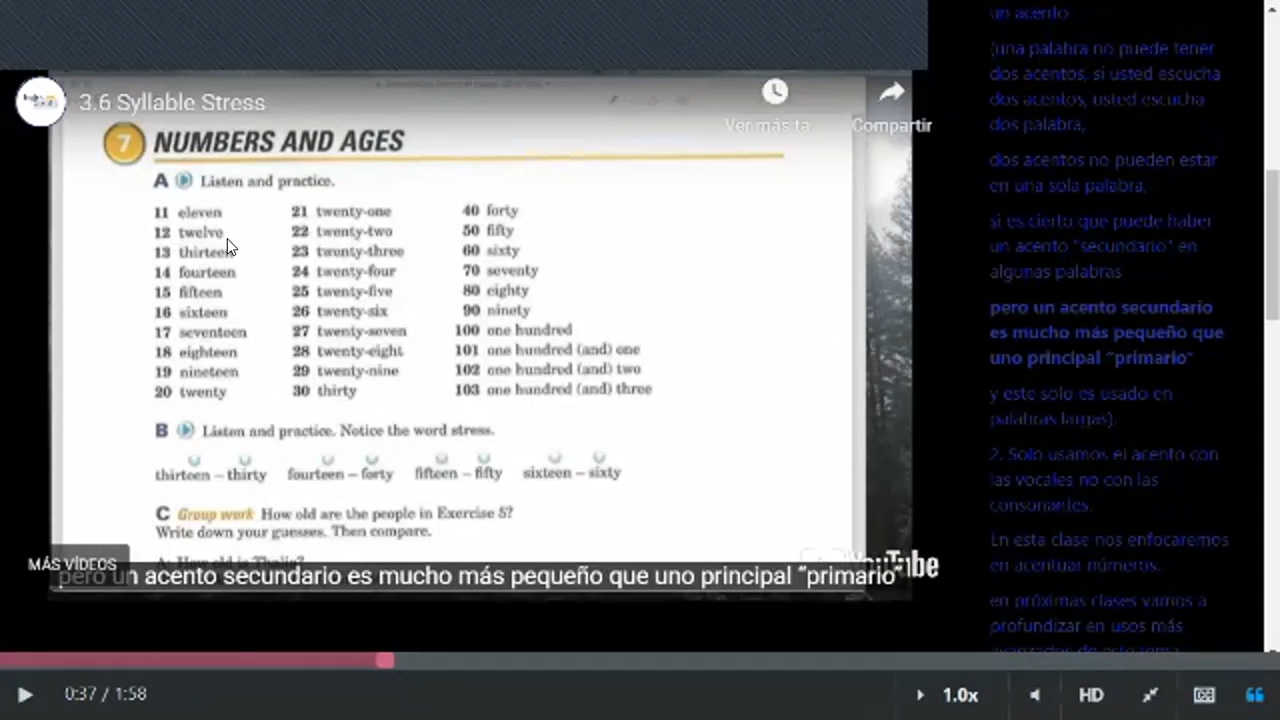 3.6 Syllable Stress
Ver más ta
Compartir
7 NUMBERS AND AGES
A Listen and practice.
11 eleven 21 twenty-one 40 forty
12 twelve 22 twenty-two 50 fifty
13 thirteen 23 twenty-three 60 sixty
14 fourteen 24 twenty-four 70 seventy
15 fifteen 25 twenty-five 80 eighty
16 sixteen 26 twenty-six 90 ninety
17 seventeen 27 twenty-seven 100 one hundred
18 eighteen 28 twenty-eight 101 one hundred (and) one
19 nineteen 29 twenty-nine 102 one hundred (and) two
20 twenty 30 thirty 103 one hundred (and) three
B Listen and practice. Notice the word stress.
thirteen – thirty fourteen – forty fifteen – fifty sixteen – sixty
C Group work How old are the people in Exercise 5?
Write down your guesses. Then compare.
A: How old is Thalia?
MÁS VÍDEOS
YouTube
pero un acento secundario es mucho más pequeño que uno principal “primario”
un acento
(una palabra no puede tener
dos acentos, si usted escucha
dos acentos, usted escucha
dos palabra,
dos acentos no pueden estar
en una sola palabra,
si es cierto que puede haber
un acento "secundario" en
algunas palabras
pero un acento secundario
es mucho más pequeño que
uno principal “primario”
y este solo es usado en
palabras largas).
2. Solo usamos el acento con
las vocales no con las
consonantes.
En esta clase nos enfocaremos
en acentuar números.
en próximas clases vamos a
profundizar en usos más
avanzados de este tema
0:37 / 1:58
1.0x
HD